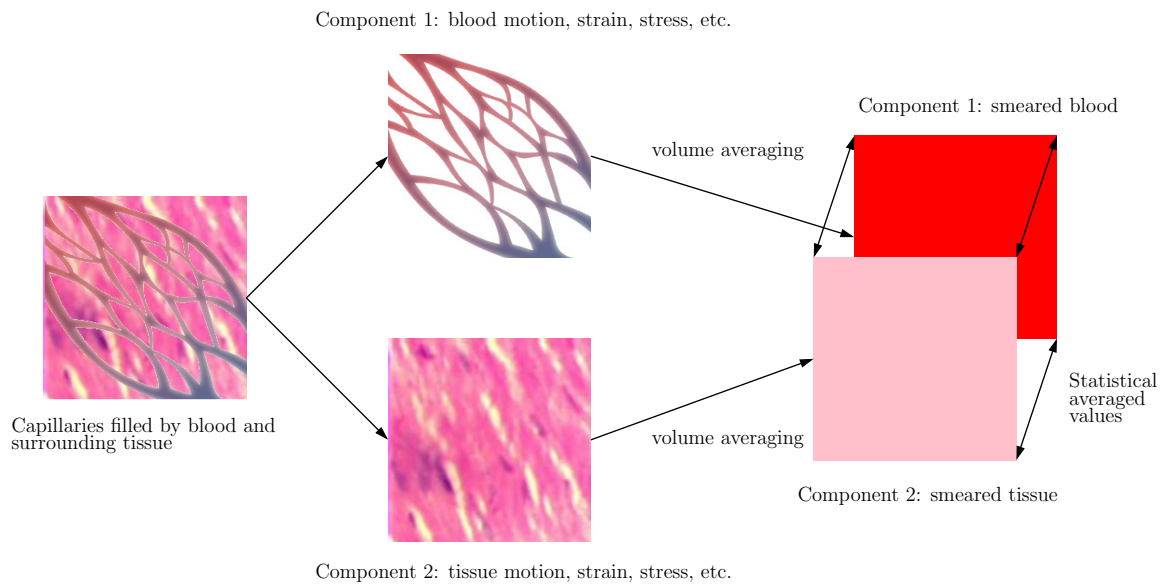 Component 1: blood motion, strain, stress, etc.
Component 1: smeared blood
volume averaging
Capillaries filled by blood and
surrounding tissue
Statistical
averaged
values
volume averaging
Component 2: smeared tissue
Component 2: tissue motion, strain, stress, etc.